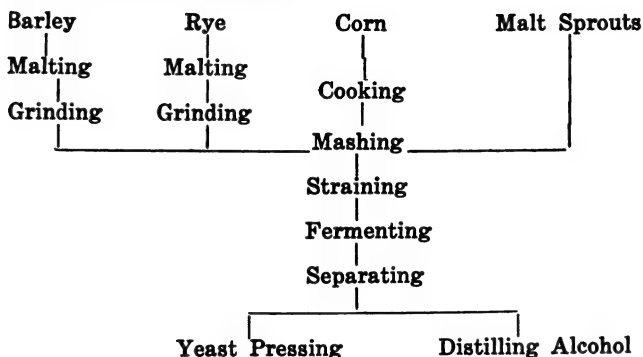 Barley Rye Corn Malt Sprouts
Malting Malting
Cooking
Grinding Grinding
Mashing
Straining
Fermenting
Separating
Yeast Pressing Distilling Alcohol